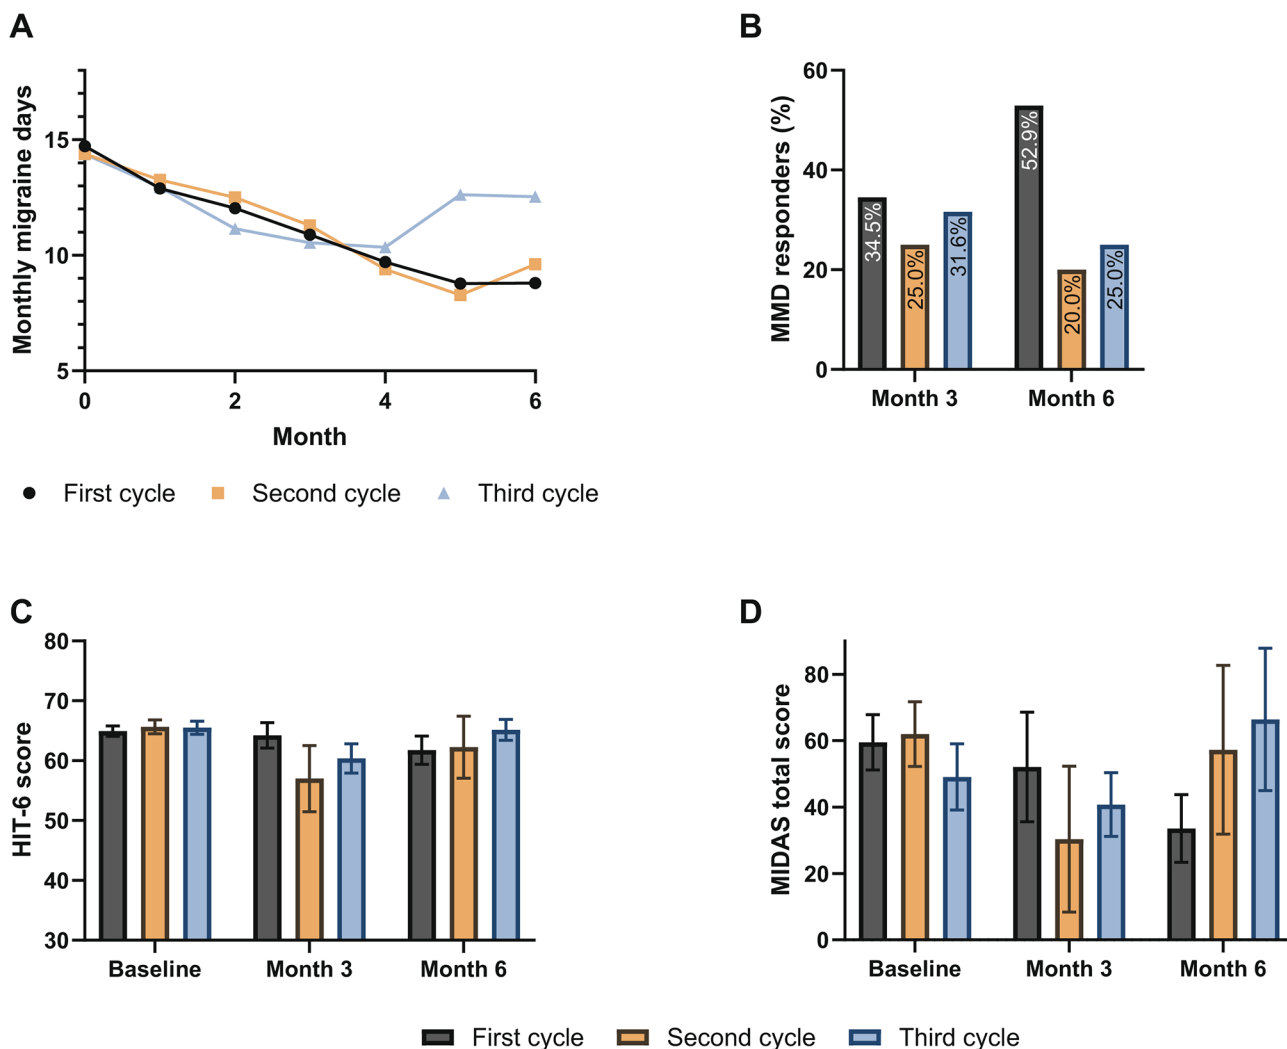 A
Monthly migraine days
15
10
5
0 2 4 6
Month
First cycle Second cycle Third cycle
B
MMD responders (%)
60
40
20
0
34.5% 25.0% 31.6% 52.9% 20.0% 25.0%
Month 3 Month 6
C
HIT-6 score
80
70
60
50
40
30
Baseline Month 3 Month 6
D
MIDAS total score
80
60
40
20
0
Baseline Month 3 Month 6
First cycle Second cycle Third cycle